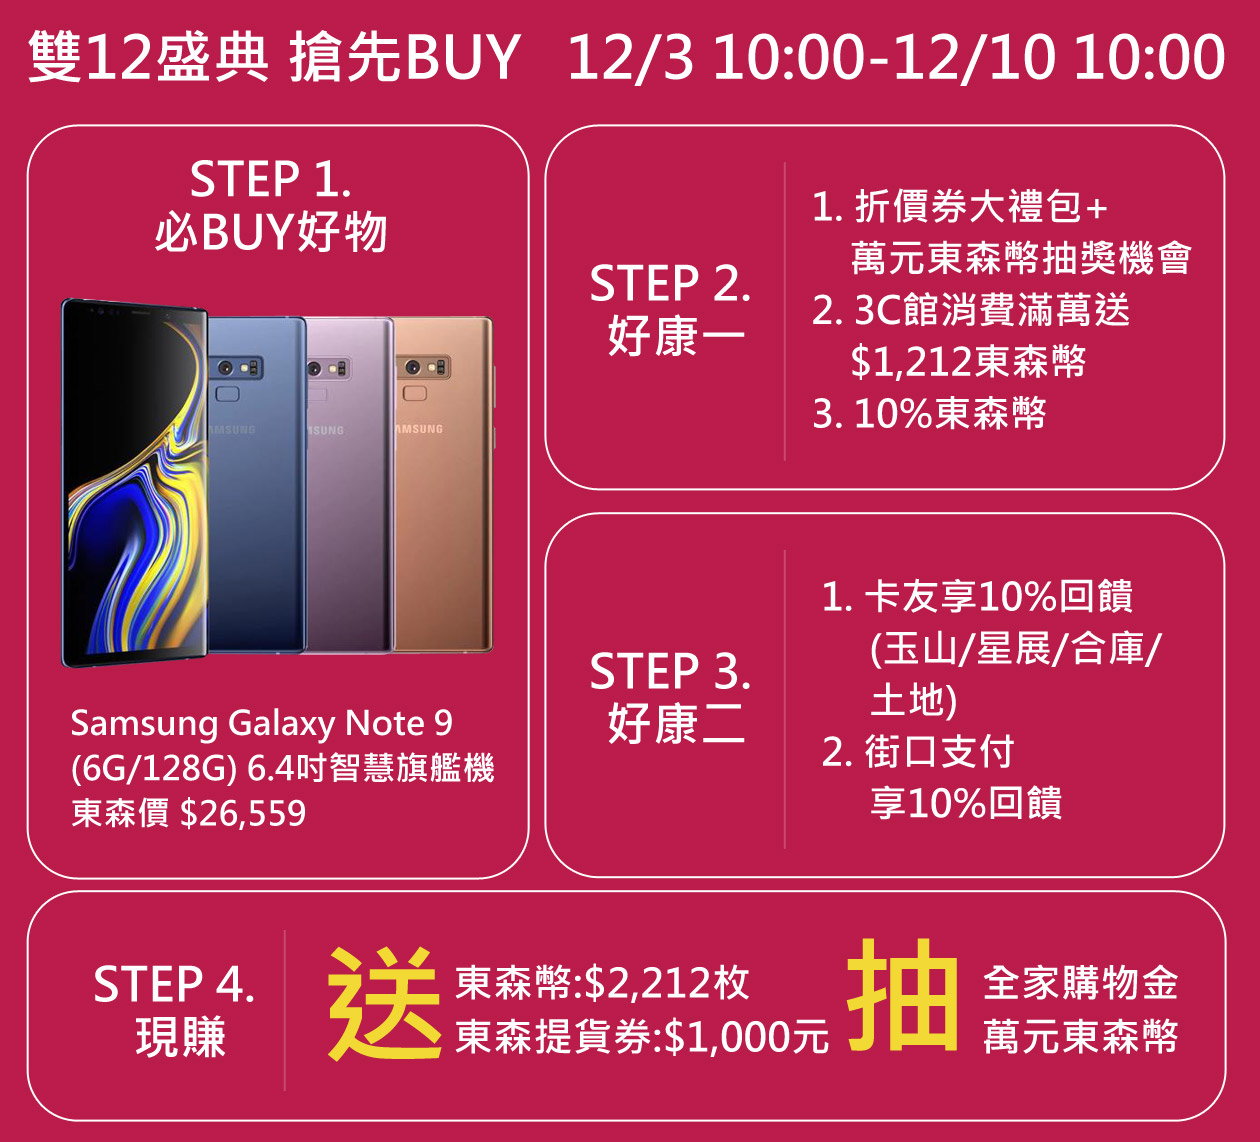 雙12盛典 搶先BUY 12/3 10:00-12/10 10:00
STEP 1.
必BUY好物
SAMSUNG
SAMSUNG
SAMSUNG
Samsung Galaxy Note 9
(6G/128G) 6.4吋智慧旗艦機
東森價 $26,559
STEP 2.
好康一
1. 折價券大禮包+
萬元東森幣抽獎機會
2. 3C館消費滿萬送
$1,212東森幣
3. 10%東森幣
STEP 3.
好康二
1. 卡友享10%回饋
(玉山/星展/合庫/
土地)
2. 街口支付
享10%回饋
STEP 4.
現賺
送
東森幣:$2,212枚
東森提貨券:$1,000元
抽
全家購物金
萬元東森幣